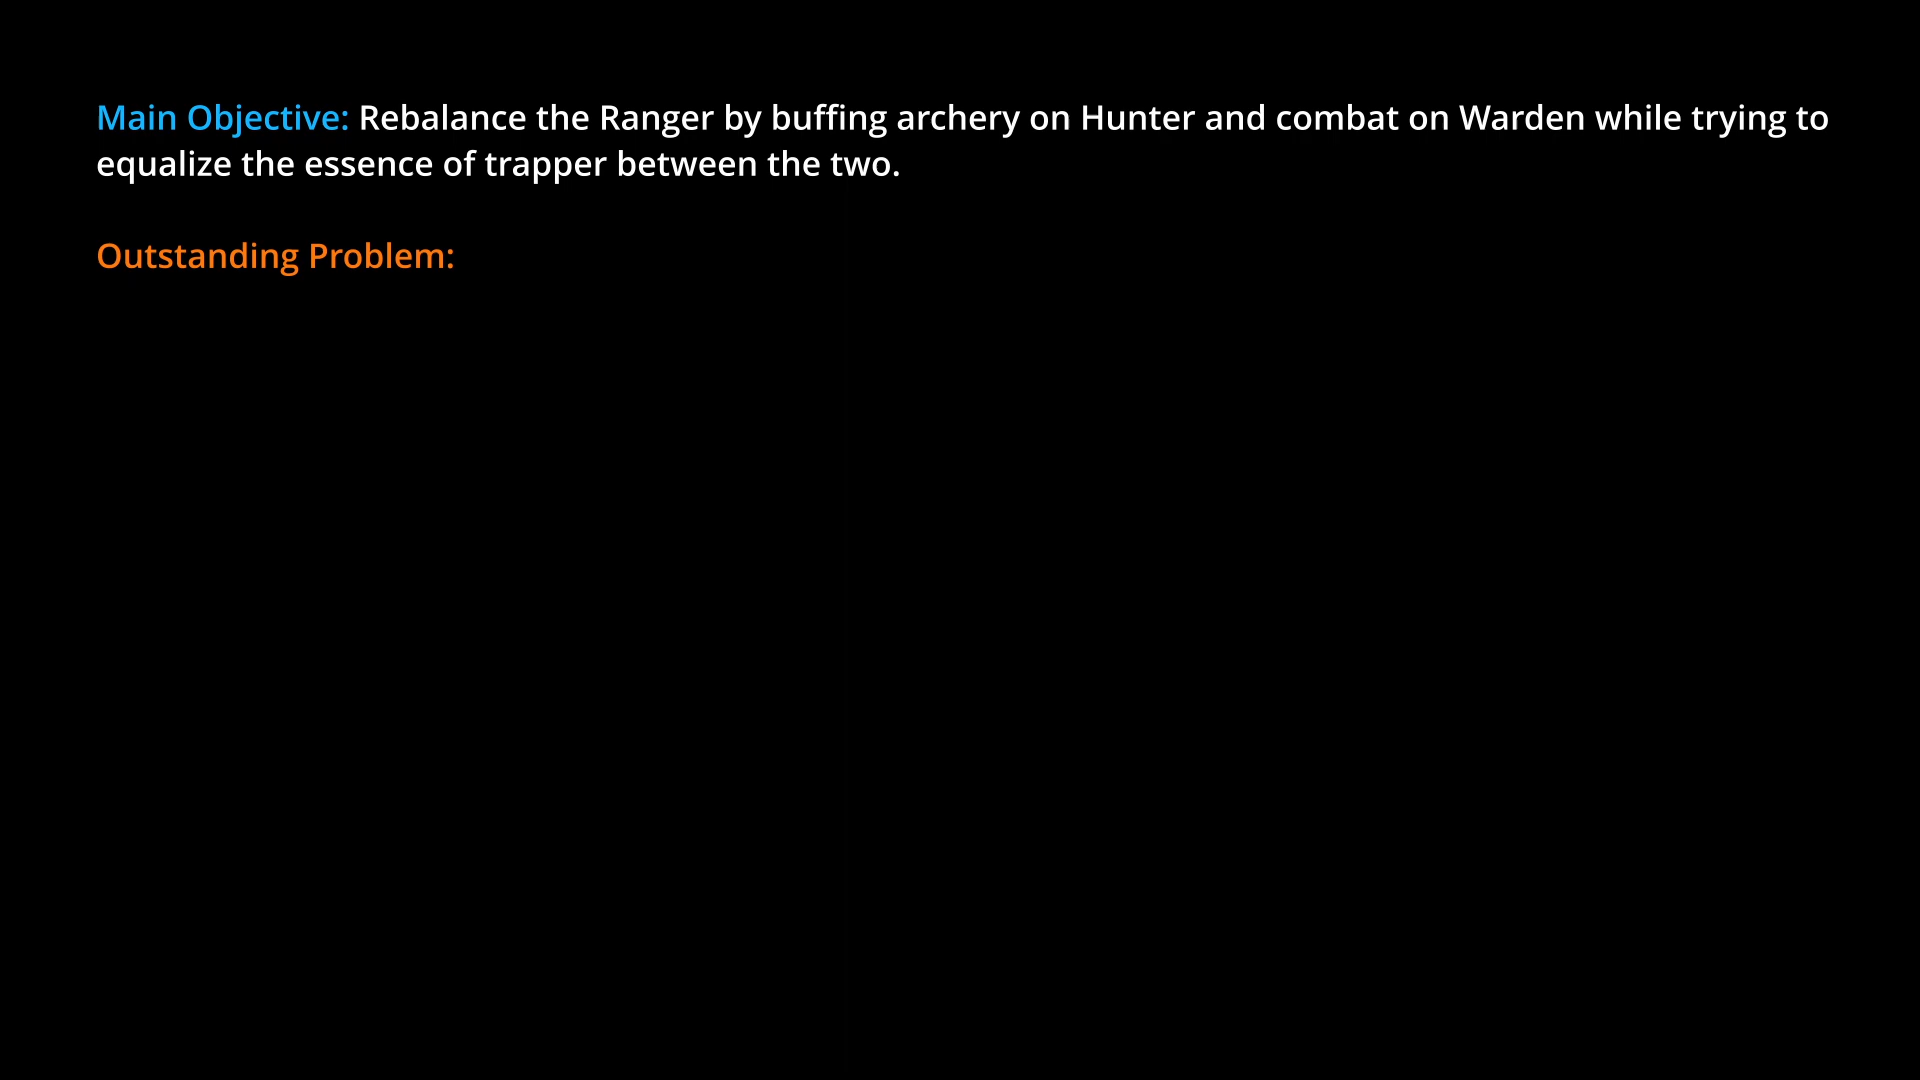 Main Objective: Rebalance the Ranger by buffing archery on Hunter and combat on Warden while trying to
equalize the essence of trapper between the two.
Outstanding Problem: